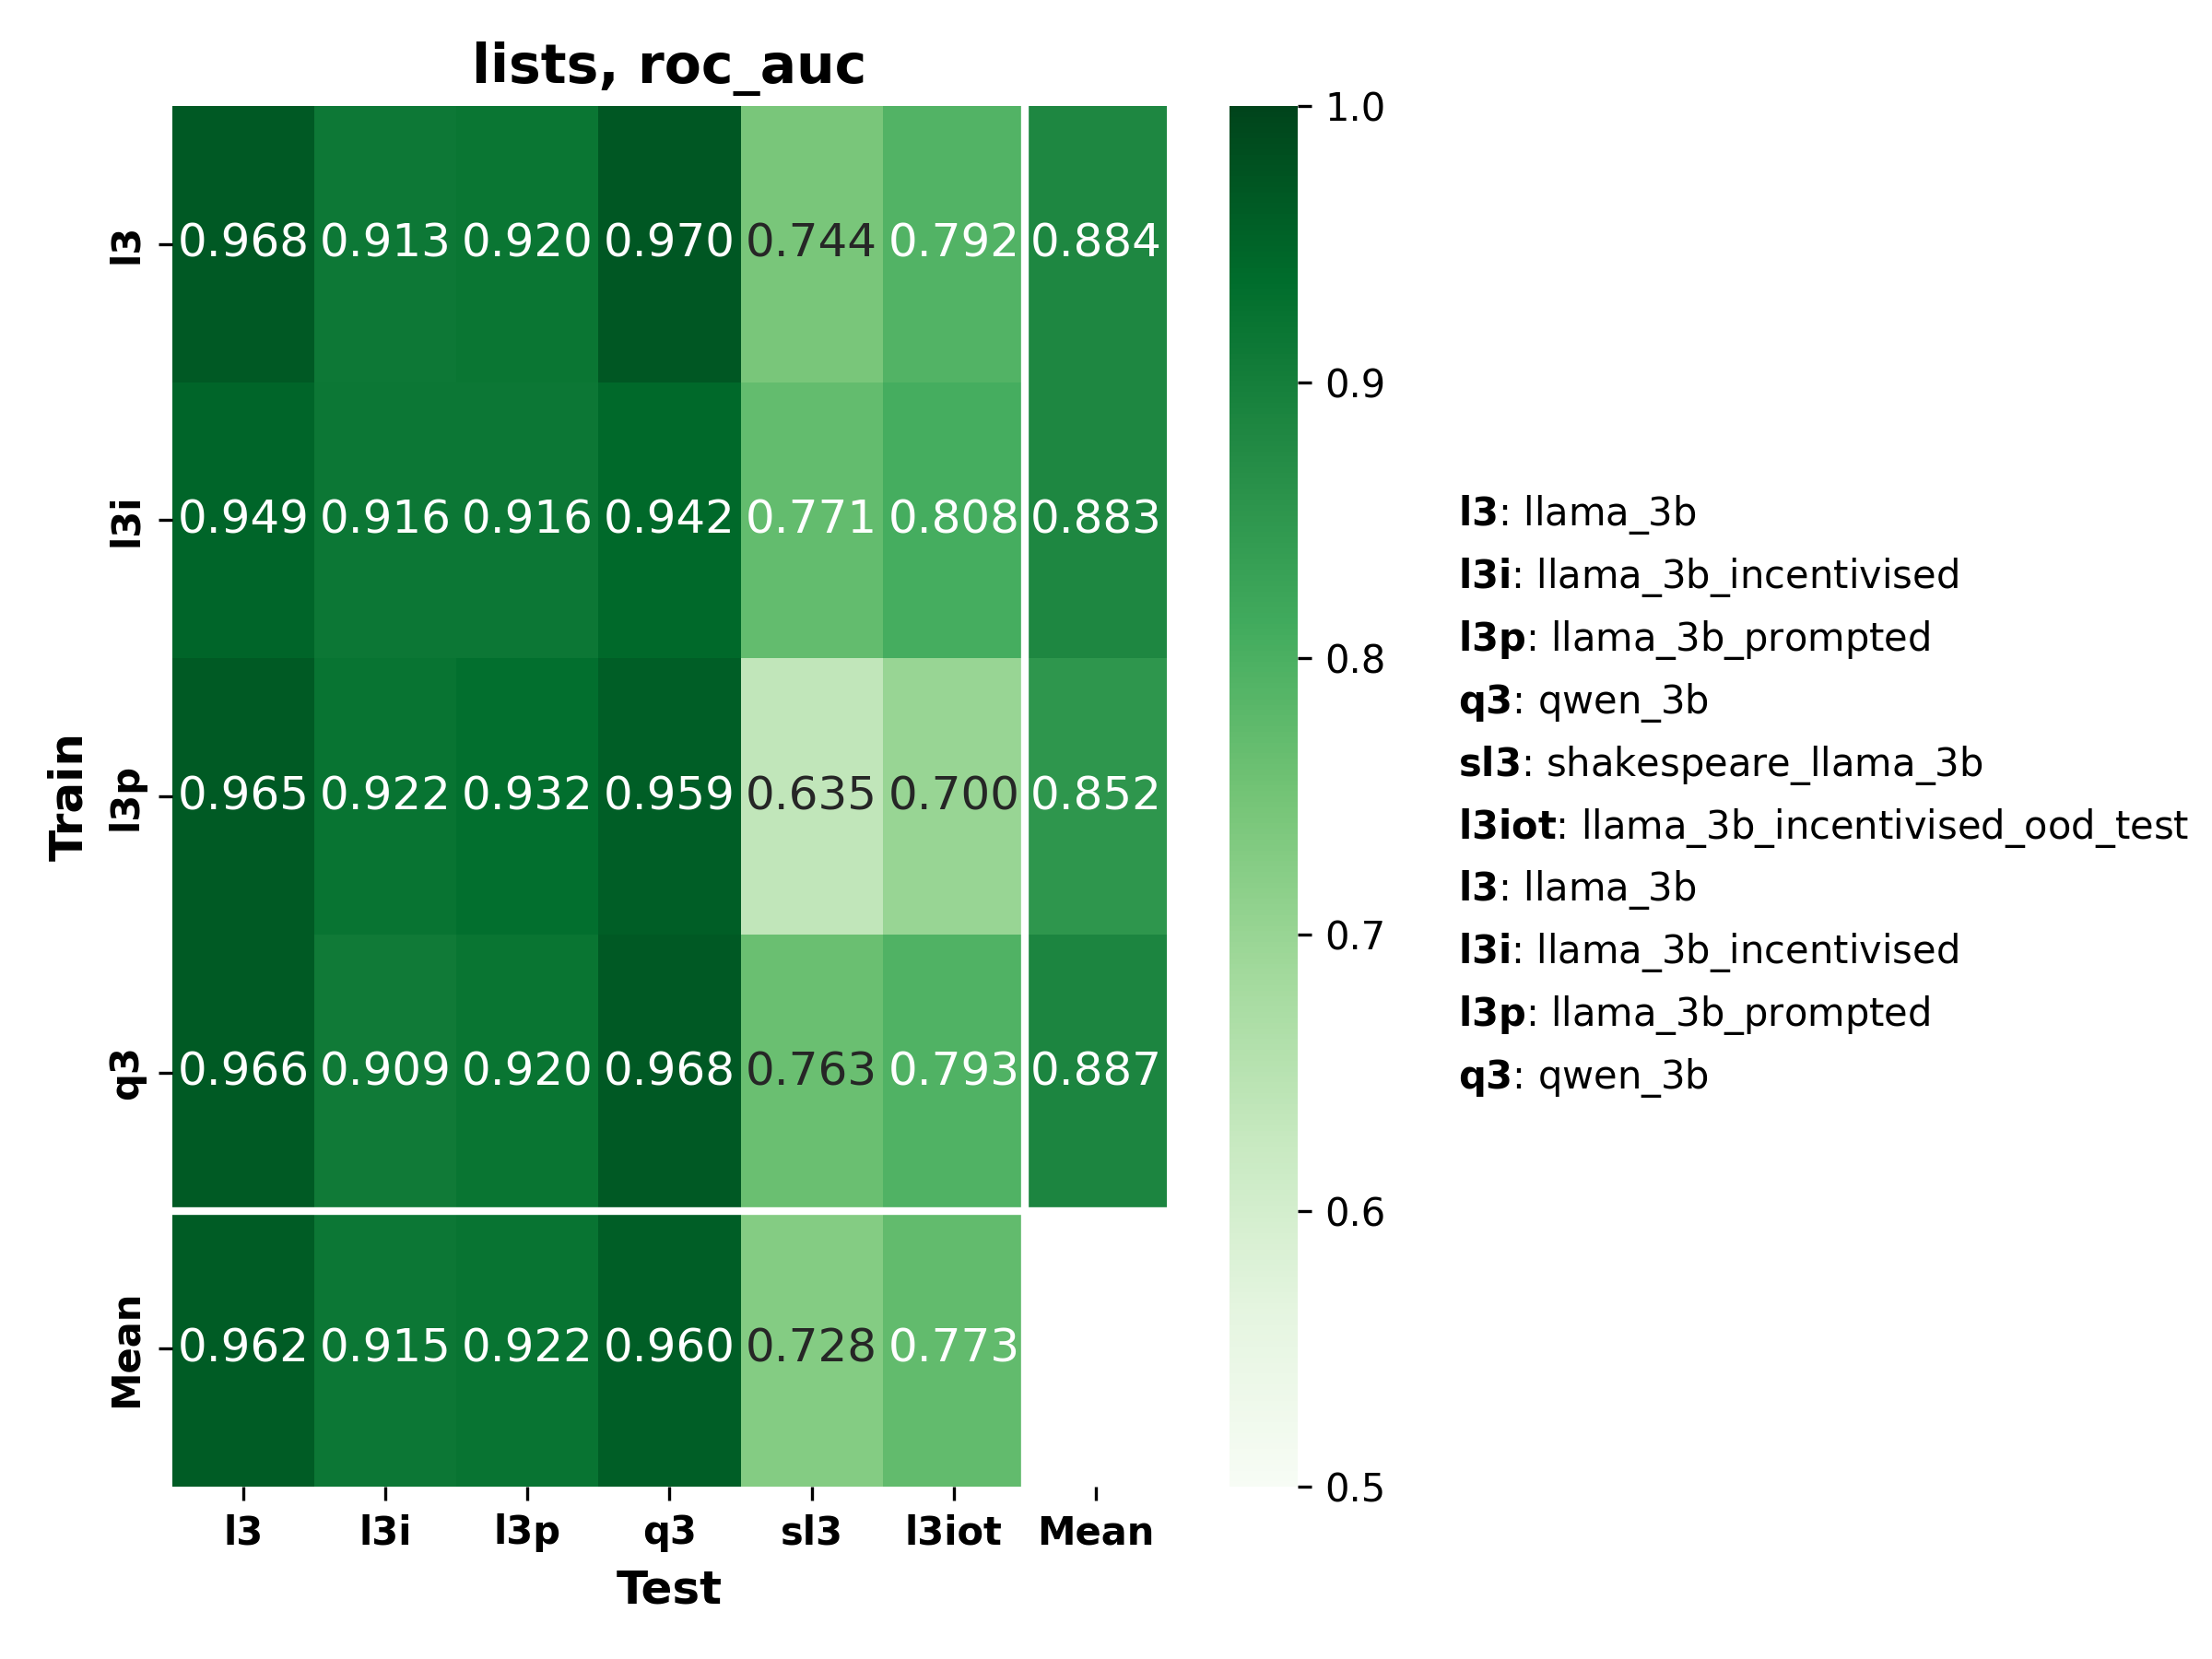 lists, roc_auc
Train
l3 0.968 0.913 0.920 0.970 0.744 0.792 0.884
l3i 0.949 0.916 0.916 0.942 0.771 0.808 0.883
l3p 0.965 0.922 0.932 0.959 0.635 0.700 0.852
q3 0.966 0.909 0.920 0.968 0.763 0.793 0.887
Mean 0.962 0.915 0.922 0.960 0.728 0.773
l3 l3i l3p q3 sl3 l3iot Mean
Test
1.0
0.9
0.8
0.7
0.6
0.5
l3: llama_3b
l3i: llama_3b_incentivised
l3p: llama_3b_prompted
q3: qwen_3b
sl3: shakespeare_llama_3b
l3iot: llama_3b_incentivised_ood_test
l3: llama_3b
l3i: llama_3b_incentivised
l3p: llama_3b_prompted
q3: qwen_3b